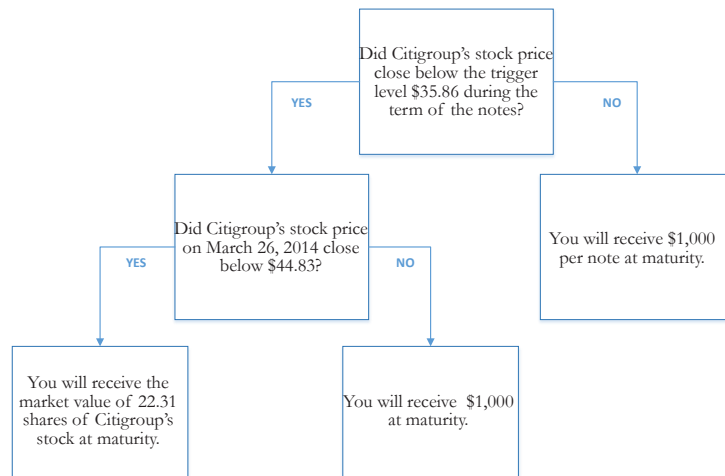 Did Citigroup’s stock price
close below the trigger
level $35.86 during the
term of the notes?
YES
NO
Did Citigroup’s stock price
on March 26, 2014 close
below $44.83?
You will receive $1,000
per note at maturity.
YES
NO
You will receive the
market value of 22.31
shares of Citigroup’s
stock at maturity.
You will receive $1,000
at maturity.